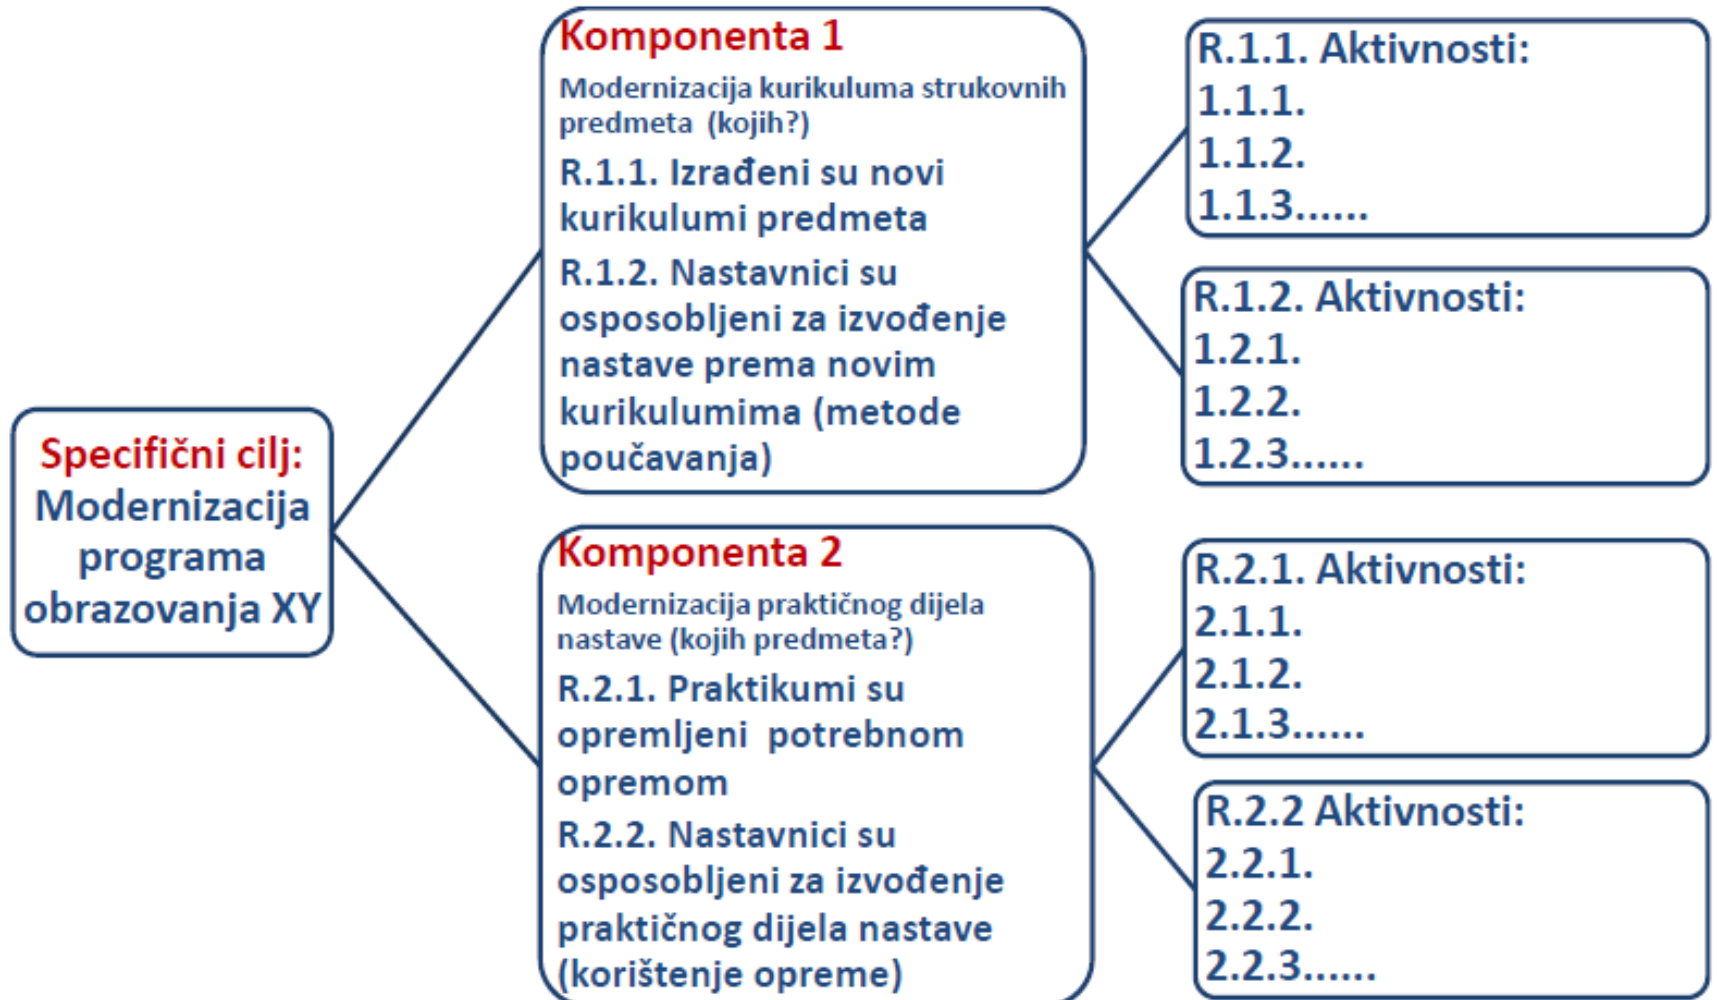 Specifični cilj:
Modernizacija
programa
obrazovanja XY
Komponenta 1
Modernizacija kurikuluma strukovnih
predmeta (kojih?)
R.1.1. Izrađeni su novi
kurikulumi predmeta
R.1.2. Nastavnici su
osposobljeni za izvođenje
nastave prema novim
kurikulumima (metode
poučavanja)
R.1.1. Aktivnosti:
1.1.1.
1.1.2.
1.1.3......
R.1.2. Aktivnosti:
1.2.1.
1.2.2.
1.2.3......
Komponenta 2
Modernizacija praktičnog dijela
nastave (kojih predmeta?)
R.2.1. Praktikumi su
opremljeni potrebnom
opremom
R.2.2. Nastavnici su
osposobljeni za izvođenje
praktičnog dijela nastave
(korištenje opreme)
R.2.1. Aktivnosti:
2.1.1.
2.1.2.
2.1.3......
R.2.2 Aktivnosti:
2.2.1.
2.2.2.
2.2.3......